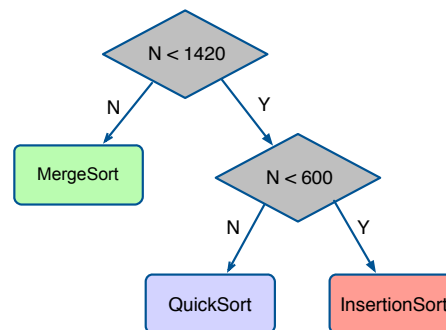 N < 1420
N
Y
MergeSort
N < 600
N
Y
QuickSort
InsertionSort